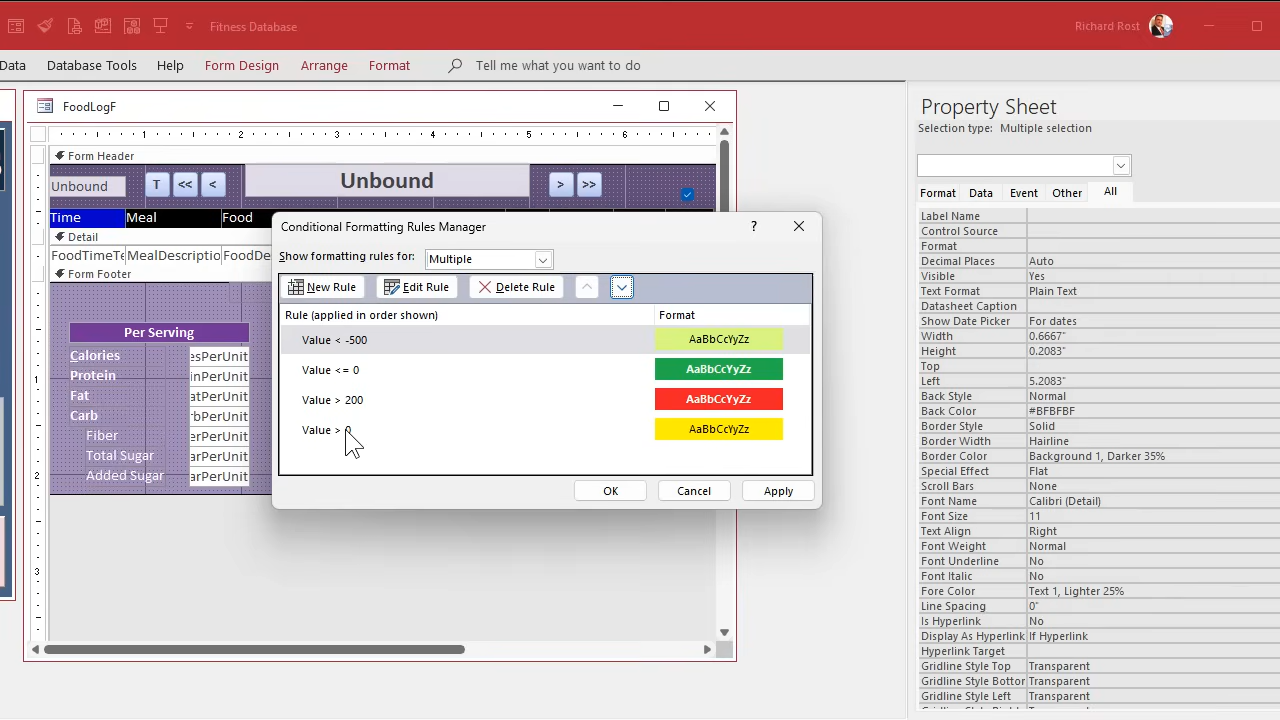 Fitness Database
Richard Rost
Data
Database Tools
Help
Form Design
Arrange
Format
Tell me what you want to do
FoodLogF
1
2
3
4
5
6
Form Header
Unbound
T
<<
<
Unbound
>
>>
Time
Meal
Food
Detail
FoodTimeTe
MealDescriptio
FoodDe
Form Footer
Per Serving
Calories
esPerUnit
Protein
inPerUnit
Fat
atPerUnit
Carb
rbPerUnit
Fiber
erPerUnit
Total Sugar
arPerUnit
Added Sugar
arPerUnit
1
2
3
Conditional Formatting Rules Manager
?
Show formatting rules for:
Multiple
New Rule
Edit Rule
Delete Rule
Rule (applied in order shown)
Format
Value < -500
AaBbCcYyZz
Value <= 0
AaBbCcYyZz
Value > 200
AaBbCcYyZz
Value > 0
AaBbCcYyZz
OK
Cancel
Apply
Property Sheet
Selection type: Multiple selection
Format
Data
Event
Other
All
Label Name
Control Source
Format
Decimal Places Auto
Visible Yes
Text Format Plain Text
Datasheet Caption
Show Date Picker For dates
Width 0.6667"
Height 0.2083"
Top
Left 5.2083"
Back Style Normal
Back Color #BFBFBF
Border Style Solid
Border Width Hairline
Border Color Background 1, Darker 35%
Special Effect Flat
Scroll Bars None
Font Name Calibri (Detail)
Font Size 11
Text Align Right
Font Weight Normal
Font Underline No
Font Italic No
Fore Color Text 1, Lighter 25%
Line Spacing 0"
Is Hyperlink No
Display As Hyperlink If Hyperlink
Hyperlink Target
Gridline Style Top Transparent
Gridline Style Bottor Transparent
Gridline Style Left Transparent